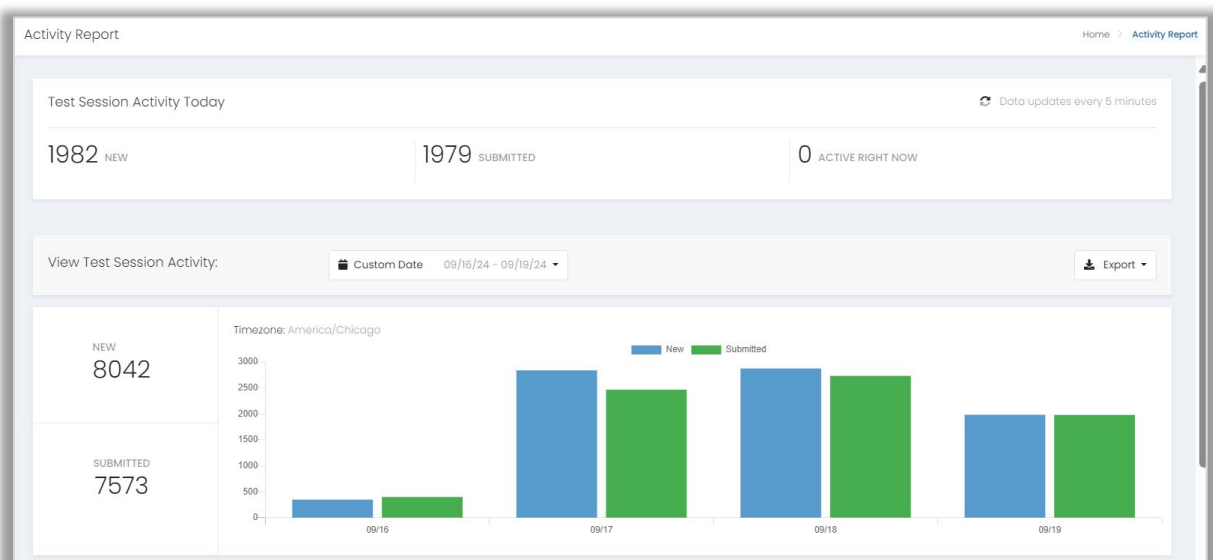 Activity Report
Home > Activity Report
Test Session Activity Today
Data updates every 5 minutes
1982 NEW
1979 SUBMITTED
0 ACTIVE RIGHT NOW
View Test Session Activity:
Custom Date 09/16/24 - 09/19/24
Export
NEW
8042
SUBMITTED
7573
Timezone: America/Chicago
New Submitted
3000
2500
2000
1500
1000
500
0
09/16 09/17 09/18 09/19